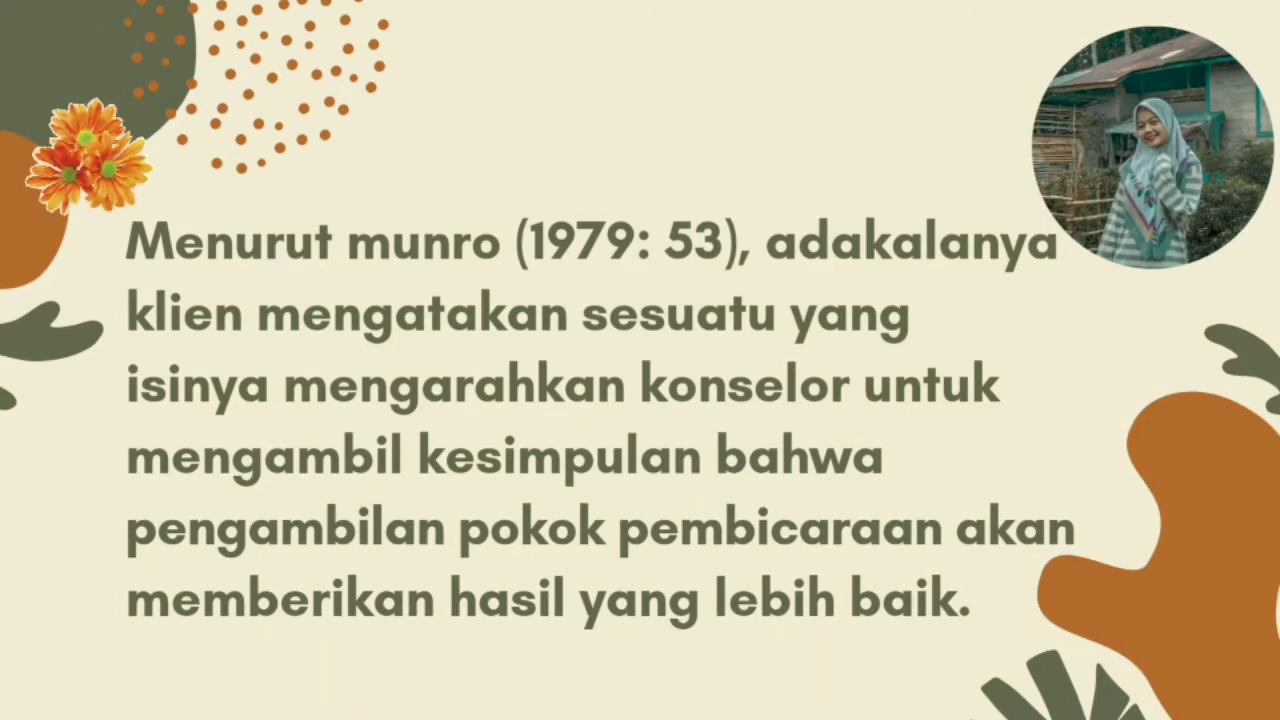 Menurut munro (1979: 53), adakalanya
klien mengatakan sesuatu yang
isinya mengarahkan konselor untuk
mengambil kesimpulan bahwa
pengambilan pokok pembicaraan akan
memberikan hasil yang lebih baik.